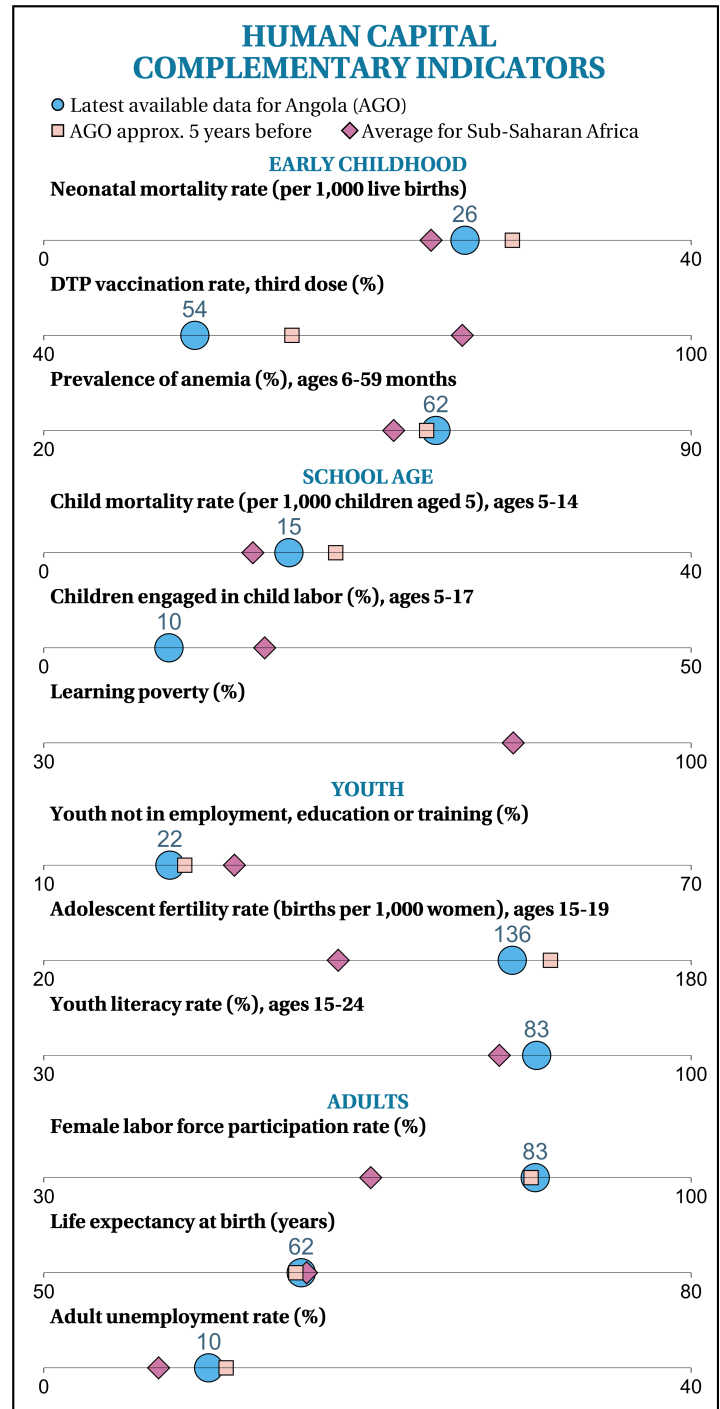 HUMAN CAPITAL
COMPLEMENTARY INDICATORS
Latest available data for Angola (AGO)
AGO approx. 5 years before Average for Sub-Saharan Africa
EARLY CHILDHOOD
Neonatal mortality rate (per 1,000 live births)
26
0 40
DTP vaccination rate, third dose (%)
54
40 100
Prevalence of anemia (%), ages 6-59 months
62
20 90
SCHOOL AGE
Child mortality rate (per 1,000 children aged 5), ages 5-14
15
0 40
Children engaged in child labor (%), ages 5-17
10
0 50
Learning poverty (%)
30 100
YOUTH
Youth not in employment, education or training (%)
22
10 70
Adolescent fertility rate (births per 1,000 women), ages 15-19
136
20 180
Youth literacy rate (%), ages 15-24
83
30 100
ADULTS
Female labor force participation rate (%)
83
30 100
Life expectancy at birth (years)
62
50 80
Adult unemployment rate (%)
10
0 40